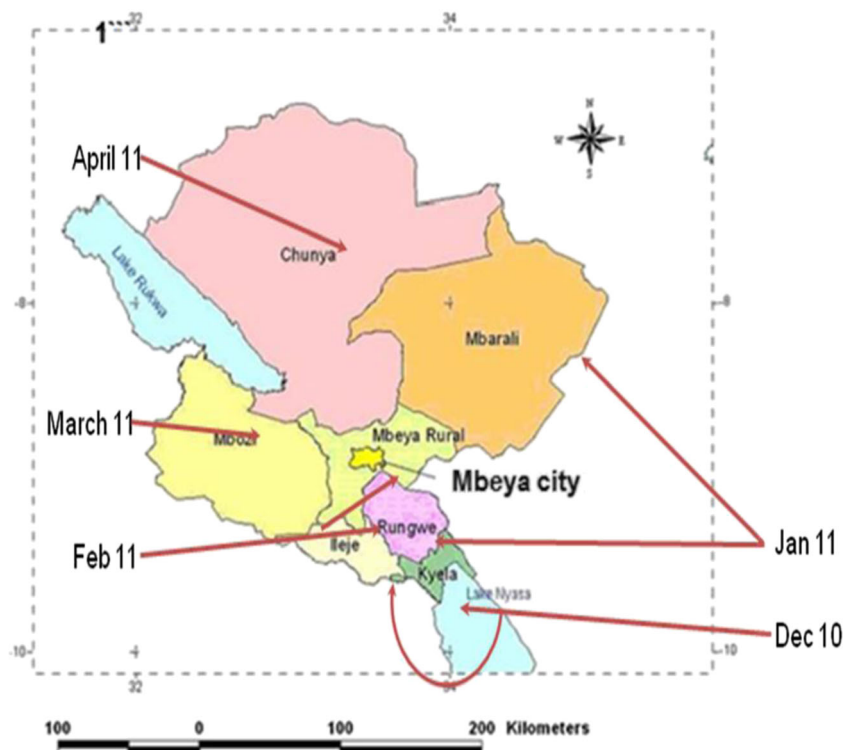 1```
32
34
N
W E
S
April 11
Chunya
Lake Rukwa
-8
8
Mbarali
March 11
Mbozi
Mbeya Rural
Mbeya city
Rungwe
Feb 11
Ileje
Jan 11
Kyela
Lake Nyasa
Dec 10
-10
-10
32
34
100 0 100 200 Kilometers